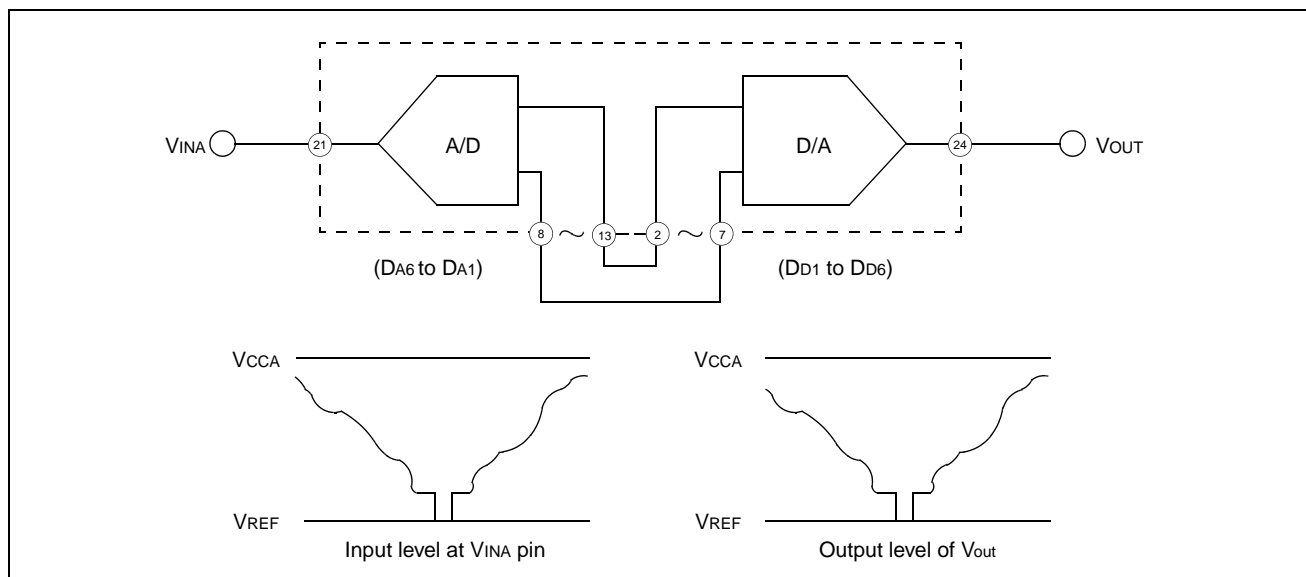 VINA
21
A/D
D/A
24
VOUT
8 ~ 13 2 ~ 7
(DA6 to DA1)
(DD1 to DD6)
VCCA
VCCA
VREF
VREF
Input level at VINA pin
Output level of Vout